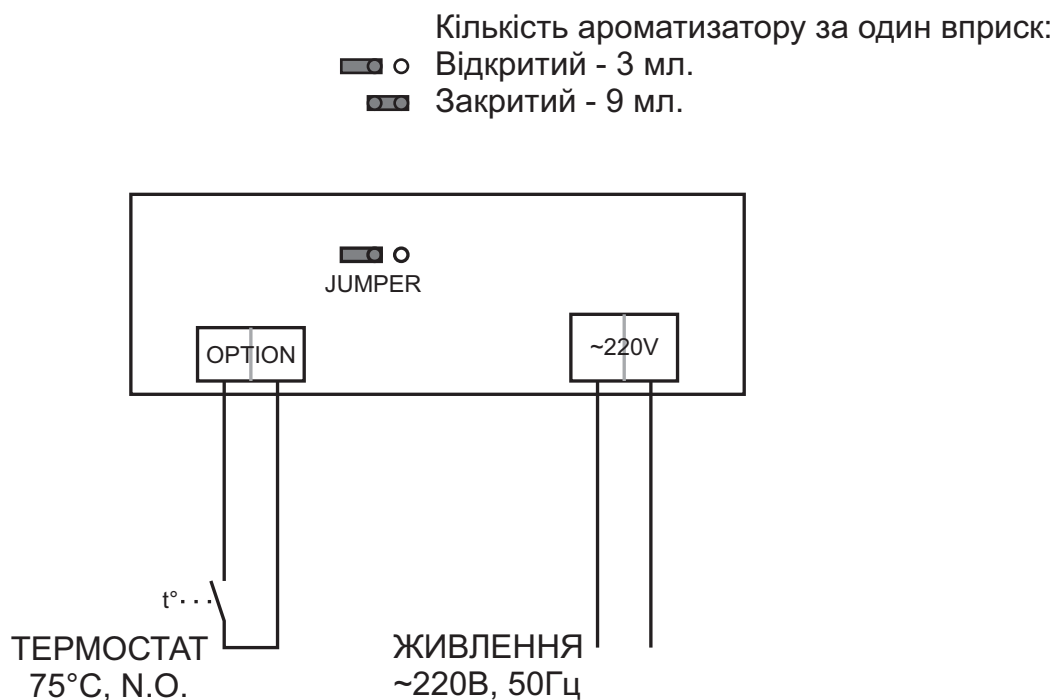 Кількість ароматизатору за один вприск:
Відкритий - 3 мл.
Закритий - 9 мл.
JUMPER
OPTION
~220V
t°
ТЕРМОСТАТ
75°C, N.O.
ЖИВЛЕННЯ
~220В, 50Гц